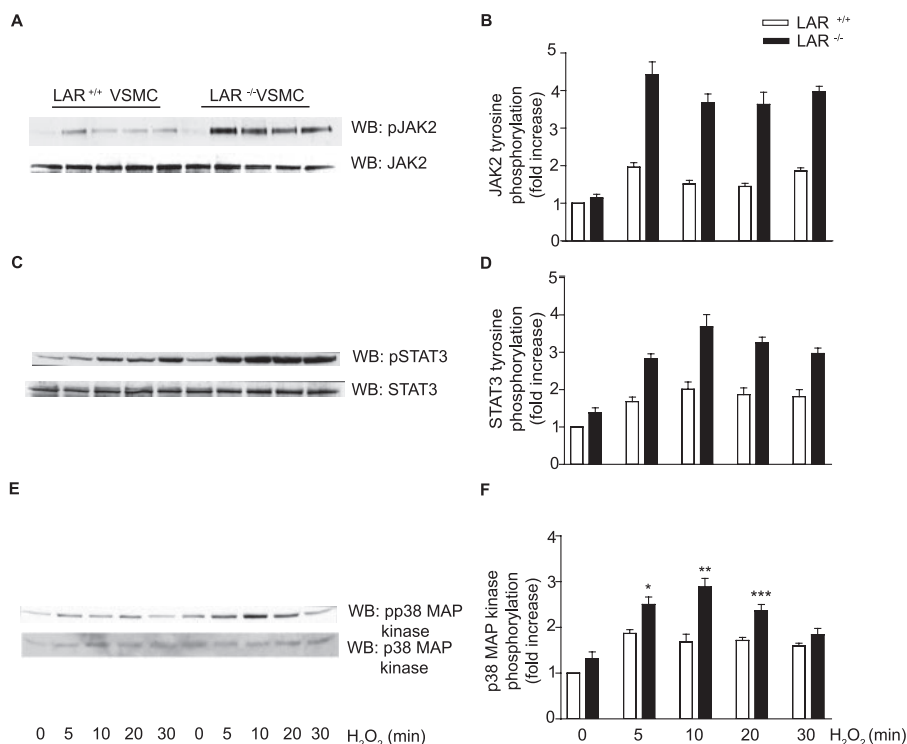 A
LAR +/+ VSMC
LAR -/- VSMC
WB: pJAK2
WB: JAK2
B
LAR +/+
LAR -/-
JAK2 tyrosine
phosphorylation
(fold increase)
5
4
3
2
1
0
C
WB: pSTAT3
WB: STAT3
D
STAT3 tyrosine
phosphorylation
(fold increase)
5
4
3
2
1
0
E
WB: pp38 MAP
kinase
WB: p38 MAP
kinase
0 5 10 20 30 0 5 10 20 30 H2O2 (min)
F
p38 MAP kinase
phosphorylation
(fold increase)
4
3
2
1
0
*
**
***
0 5 10 20 30 H2O2 (min)